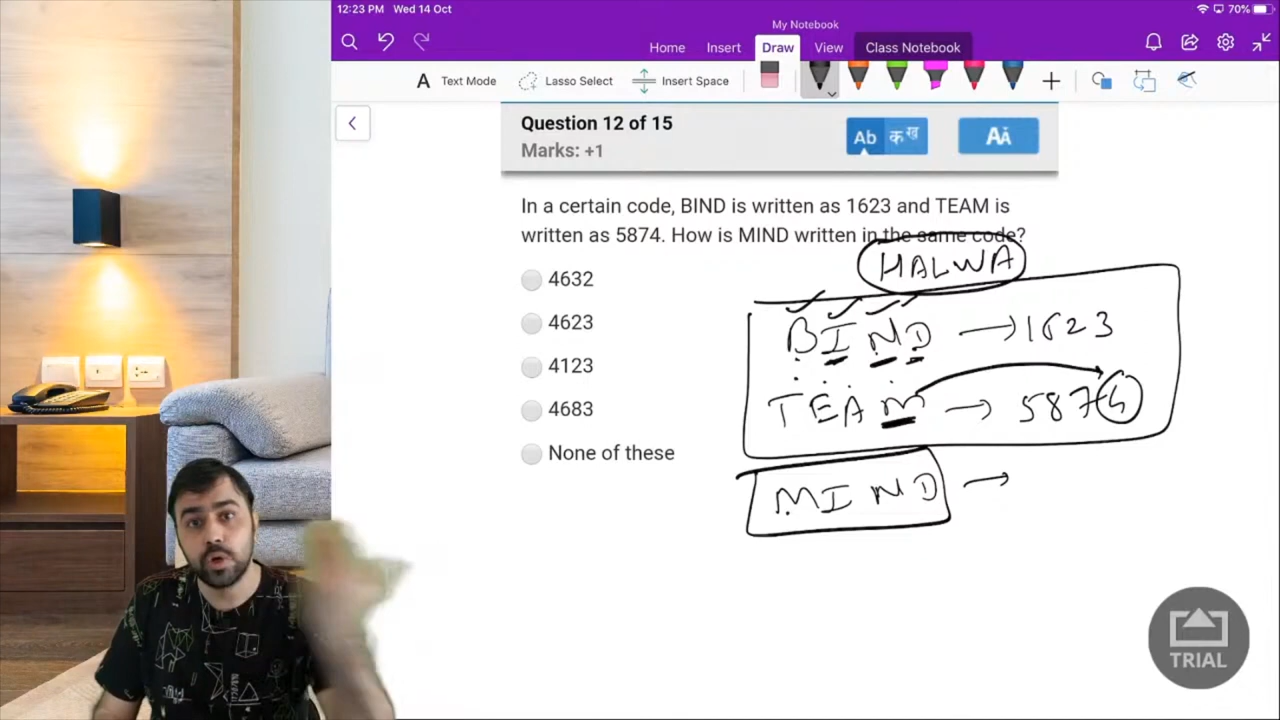 12:23 PM Wed 14 Oct
70%
My Notebook
Home Insert Draw View Class Notebook
A Text Mode Lasso Select Insert Space
Question 12 of 15
Marks: +1
Ab क ख
AA
In a certain code, BIND is written as 1623 and TEAM is
written as 5874. How is MIND written in the same code?
HALWA
4632
4623
4123
4683
None of these
BIND → 1623
TEAM → 5874
MIND →
TRIAL